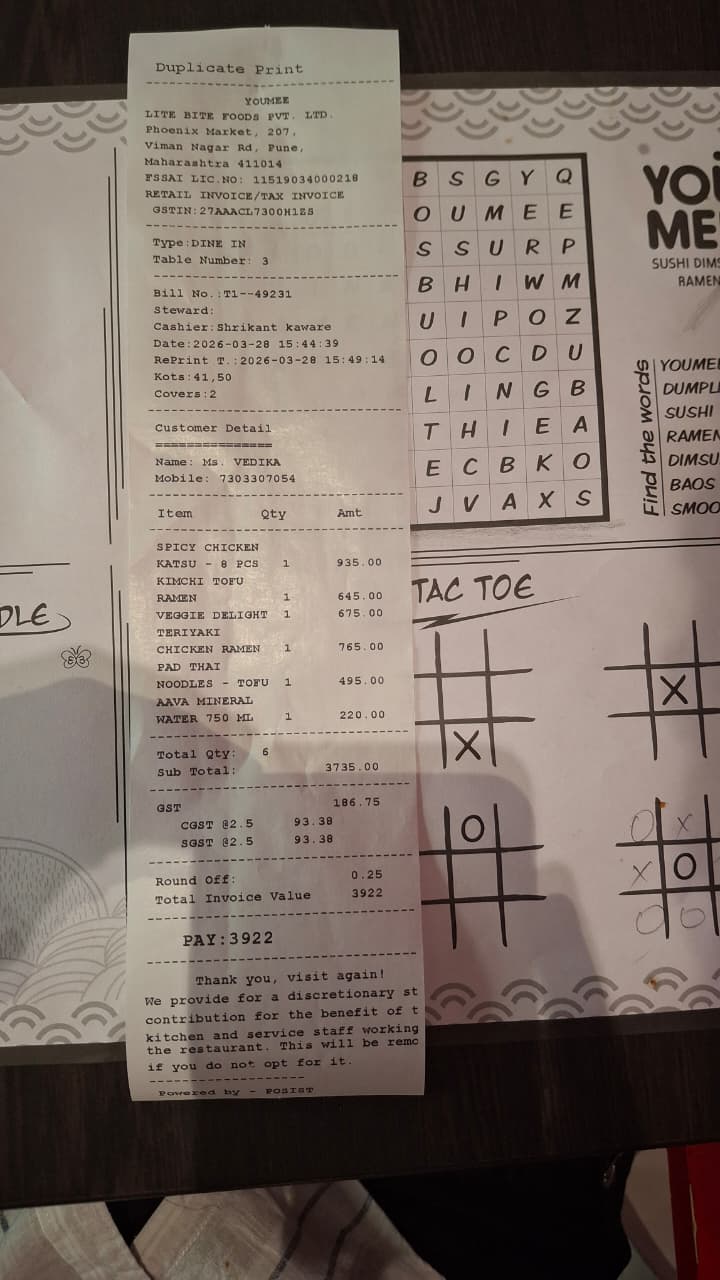 Duplicate Print
YOUMEE
LITE BITE FOODS PVT. LTD.
Phoenix Market, 207,
Viman Nagar Rd, Pune,
Maharashtra 411014
FSSAI LIC.NO: 11519034000218
RETAIL INVOICE/TAX INVOICE
GSTIN:27AAACL7300H1ZS
Type:DINE IN
Table Number: 3
Bill No.:T1--49231
Steward:
Cashier:Shrikant kaware
Date:2026-03-28 15:44:39
RePrint T.:2026-03-28 15:49:14
Kots:41,50
Covers:2
Customer Detail
===============
Name: Ms. VEDIKA
Mobile: 7303307054
Item Qty Amt
SPICY CHICKEN
KATSU - 8 PCS 1 935.00
KIMCHI TOFU
RAMEN 1 645.00
VEGGIE DELIGHT 1 675.00
TERIYAKI
CHICKEN RAMEN 1 765.00
PAD THAI
NOODLES - TOFU 1 495.00
AAVA MINERAL
WATER 750 ML 1 220.00
Total Qty: 6
Sub Total: 3735.00
GST 186.75
CGST @2.5 93.38
SGST @2.5 93.38
Round Off: 0.25
Total Invoice Value 3922
PAY:3922
Thank you, visit again!
We provide for a discretionary st
contribution for the benefit of t
kitchen and service staff working
the restaurant. This will be remo
if you do not opt for it.
Powered by - POSIST
B S G Y Q
O U M E E
S S U R P
B H I W M
U I P O Z
O O C D U
L I N G B
T H I E A
E C B K O
J V A X S
YOU
ME
SUSHI DIMS
RAMEN
Find the words
YOUMEE
DUMPL
SUSHI
RAMEN
DIMSU
BAOS
SMOO
DLE
TAC TOE
X
X
O
O X
X O
O O